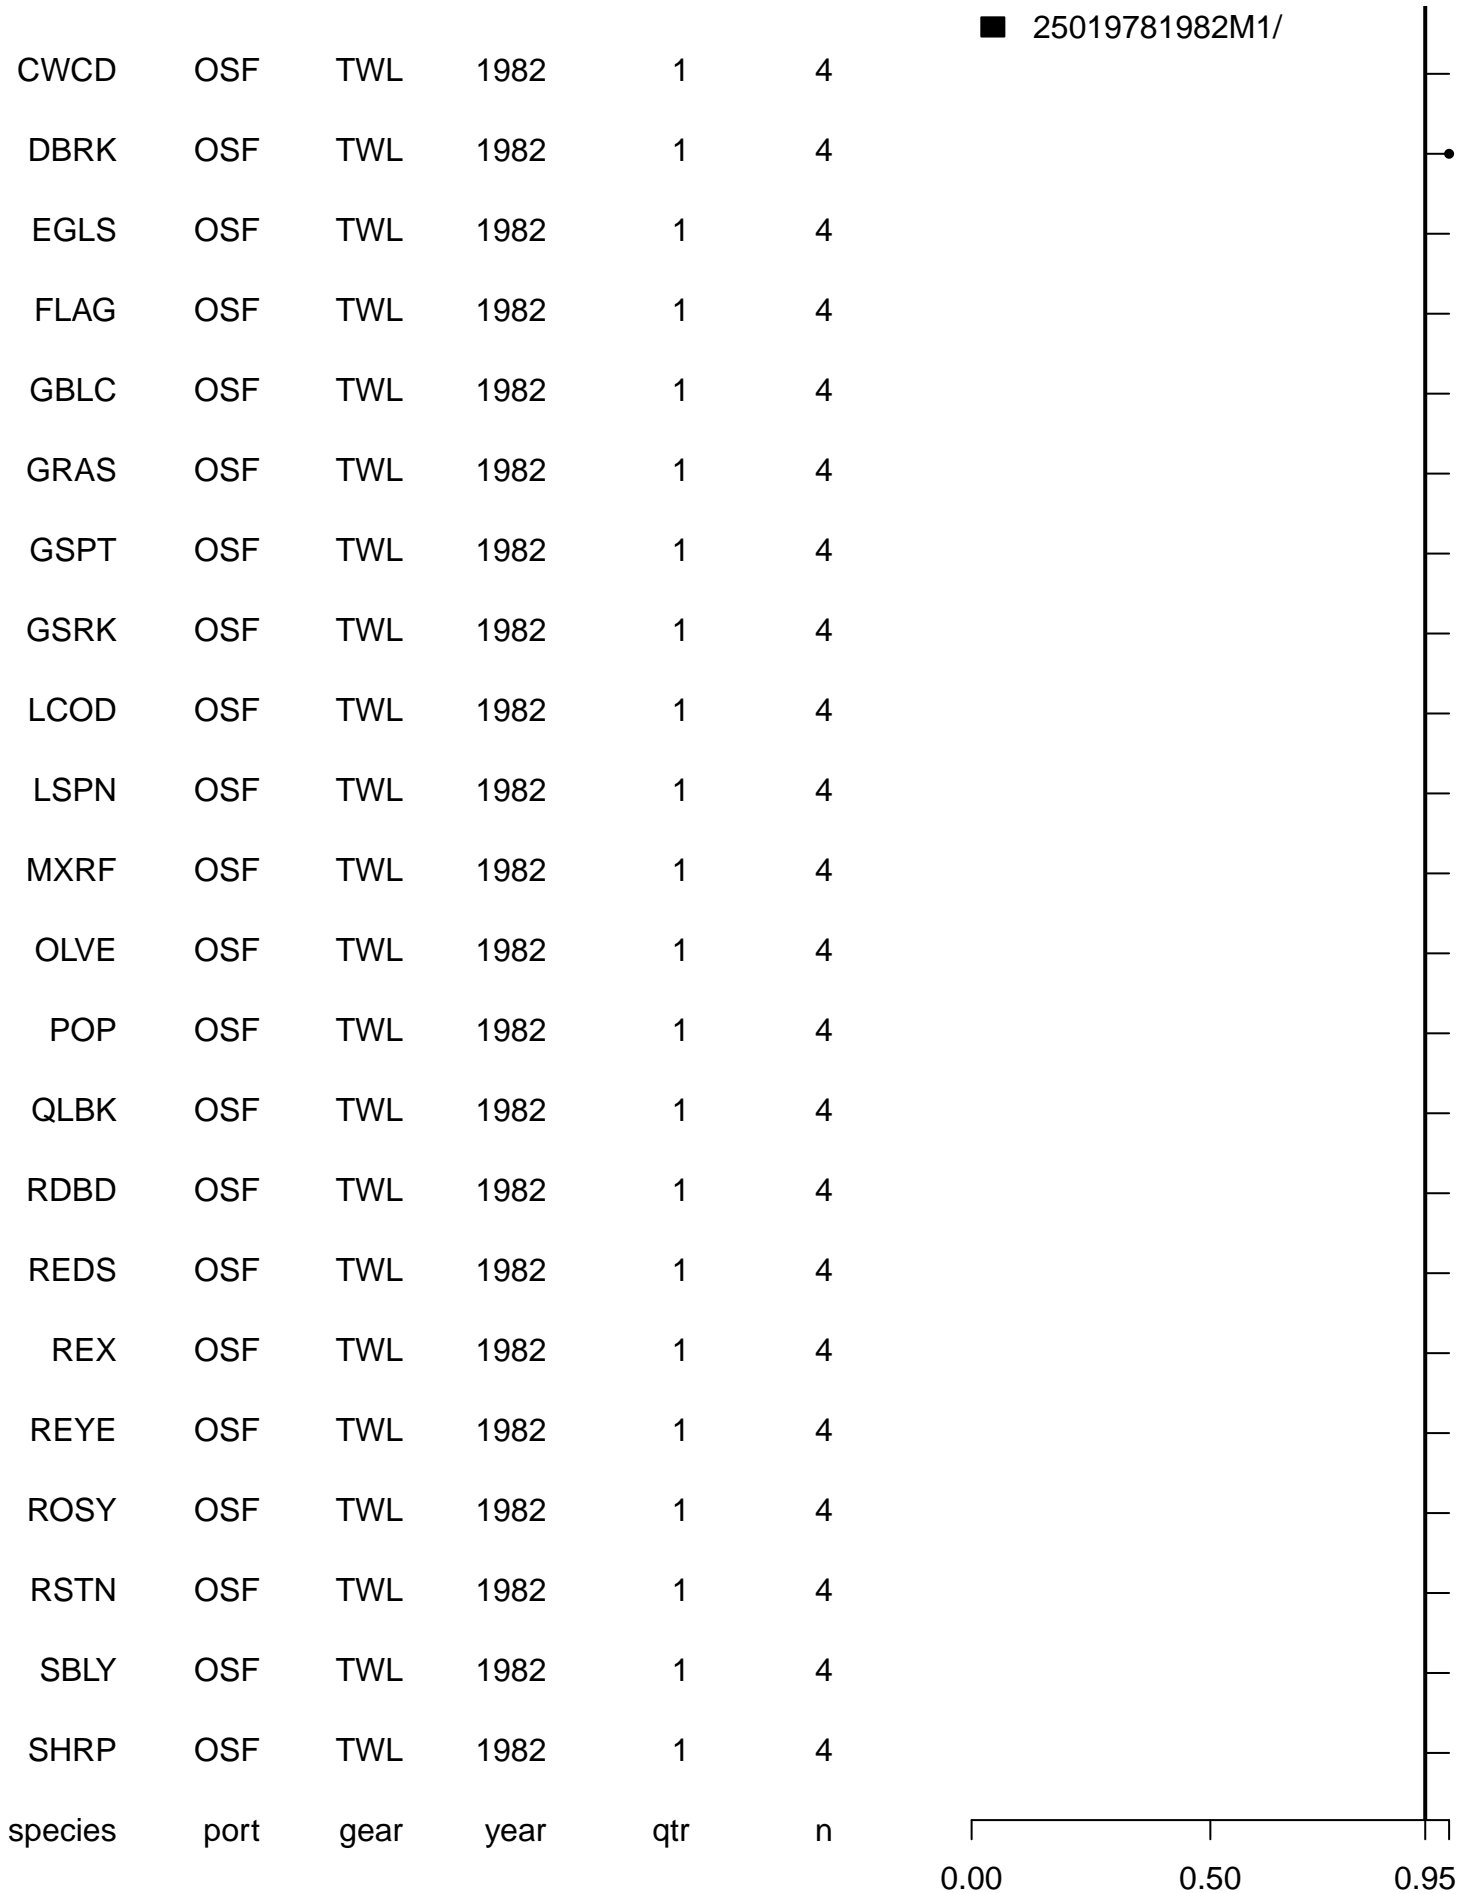 25019781982M1/
CWCD OSF TWL 1982 1 4
DBRK OSF TWL 1982 1 4
EGLS OSF TWL 1982 1 4
FLAG OSF TWL 1982 1 4
GBLC OSF TWL 1982 1 4
GRAS OSF TWL 1982 1 4
GSPT OSF TWL 1982 1 4
GSRK OSF TWL 1982 1 4
LCOD OSF TWL 1982 1 4
LSPN OSF TWL 1982 1 4
MXRF OSF TWL 1982 1 4
OLVE OSF TWL 1982 1 4
POP OSF TWL 1982 1 4
QLBK OSF TWL 1982 1 4
RDBD OSF TWL 1982 1 4
REDS OSF TWL 1982 1 4
REX OSF TWL 1982 1 4
REYE OSF TWL 1982 1 4
ROSY OSF TWL 1982 1 4
RSTN OSF TWL 1982 1 4
SBLY OSF TWL 1982 1 4
SHRP OSF TWL 1982 1 4
species port gear year qtr n
0.00 0.50 0.95